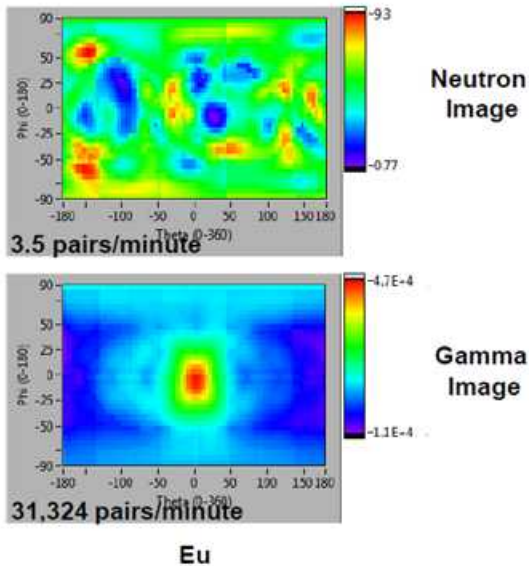 90
50
25
0
-25
-50
-90
Phi (0-180)
-180 -100 -50 0 50 100 150 180
Theta (0-360)
-93
-0.77
Neutron
Image
3.5 pairs/minute
90
50
25
0
-25
-50
-90
Phi (0-180)
-180 -100 -50 0 50 100 150 180
Theta (0-360)
-4.7E-4
-1.1E-4
Gamma
Image
31,324 pairs/minute
Eu